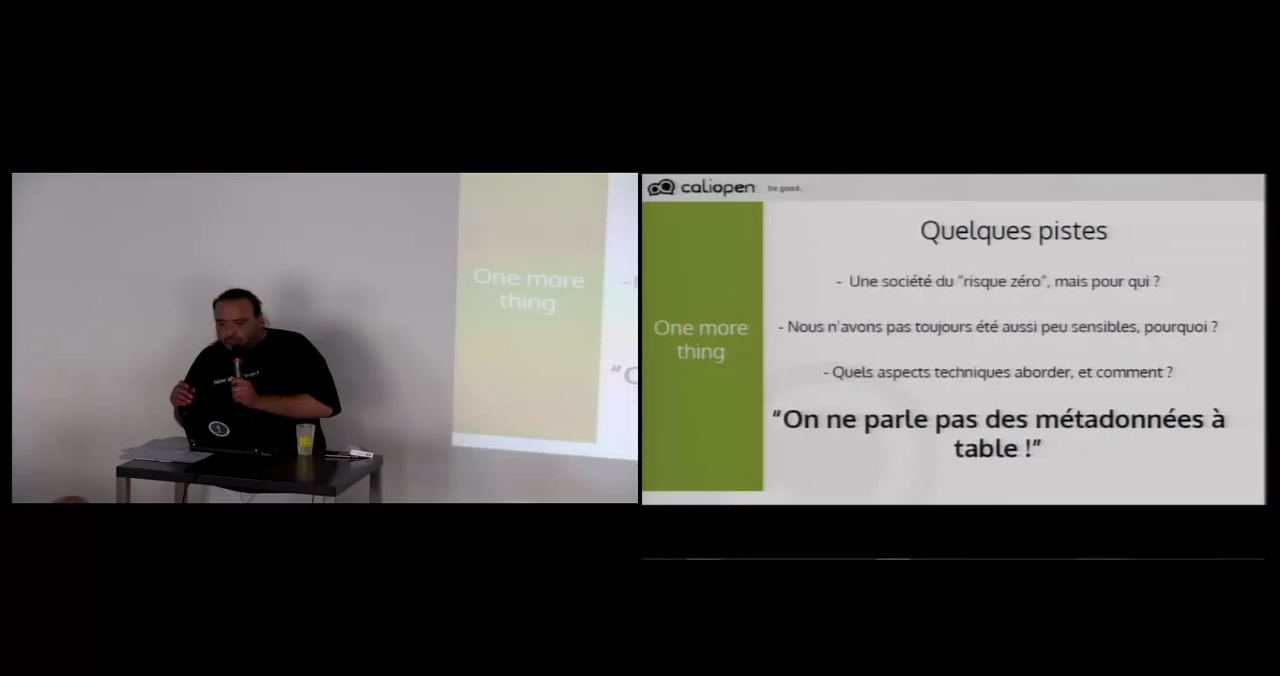 One more
thing
"C
caliopen be good.
One more
thing
Quelques pistes
- Une société du "risque zéro", mais pour qui ?
- Nous n'avons pas toujours été aussi peu sensibles, pourquoi ?
- Quels aspects techniques aborder, et comment ?
"On ne parle pas des métadonnées à
table !"